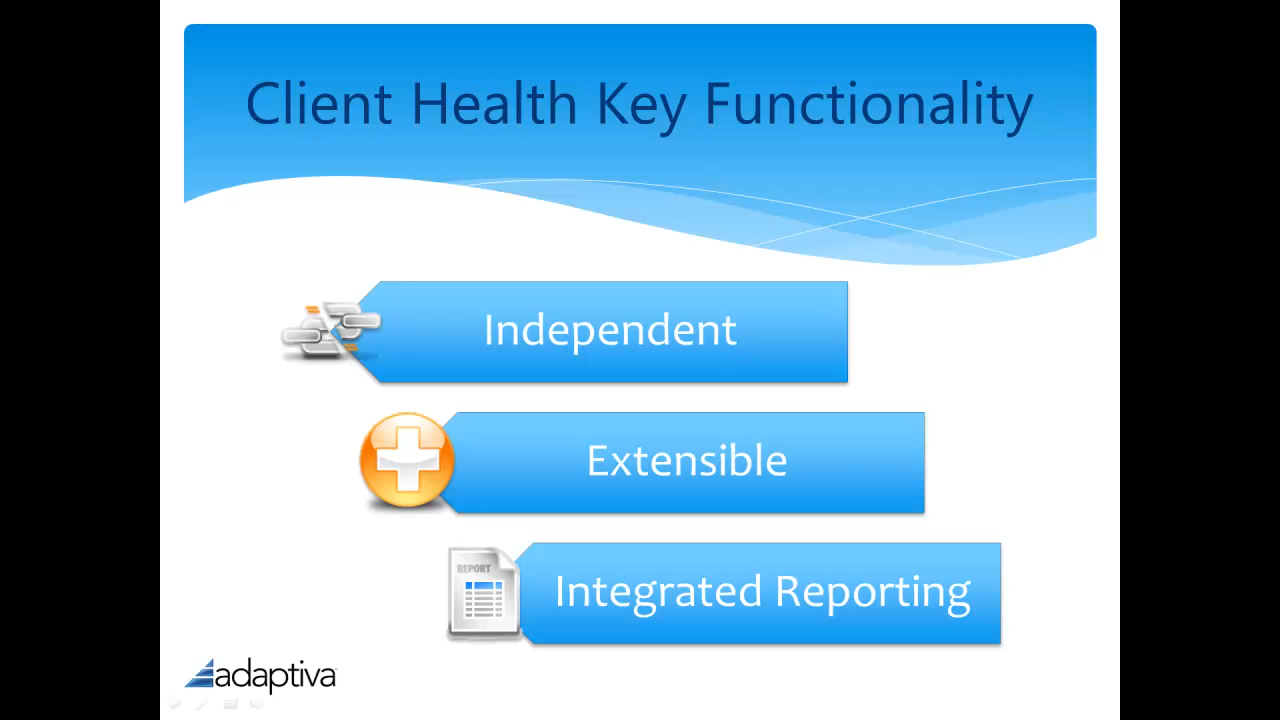 Client Health Key Functionality
Independent
Extensible
REPORT
Integrated Reporting
adaptiva